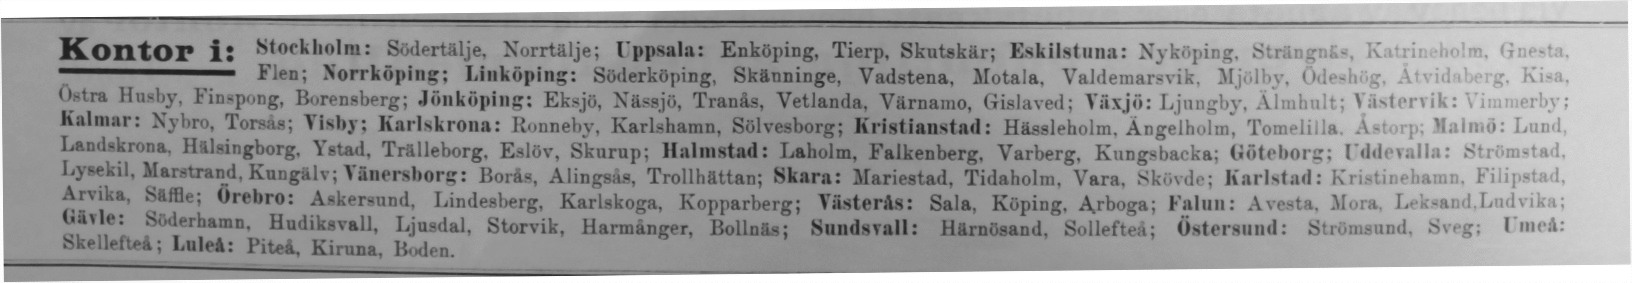 Kontor i: Stockholm: Södertälje, Norrtälje; Uppsala: Enköping, Tierp, Skutskär; Eskilstuna: Nyköping, Strängnäs, Katrineholm, Gnesta,
Flen; Norrköping; Linköping: Söderköping, Skänninge, Vadstena, Motala, Valdemarsvik, Mjölby, Ödeshög, Åtvidaberg, Kisa,
Östra Husby, Finspong, Borensberg; Jönköping: Eksjö, Nässjö, Tranås, Vetlanda, Värnamo, Gislaved; Växjö: Ljungby, Älmhult; Västervik: Vimmerby;
Kalmar: Nybro, Torsås; Visby; Karlskrona: Ronneby, Karlshamn, Sölvesborg; Kristianstad: Hässleholm, Ängelholm, Tomelilla, Åstorp; Malmö: Lund,
Landskrona, Hälsingborg, Ystad, Trälleborg, Eslöv, Skurup; Halmstad: Laholm, Falkenberg, Varberg, Kungsbacka; Göteborg; Uddevalla: Strömstad,
Lysekil, Marstrand, Kungälv; Vänersborg: Borås, Alingsås, Trollhättan; Skara: Mariestad, Tidaholm, Vara, Skövde; Karlstad: Kristinehamn, Filipstad,
Arvika, Säffle; Örebro: Askersund, Lindesberg, Karlskoga, Kopparberg; Västerås: Sala, Köping, Arboga; Falun: Avesta, Mora, Leksand, Ludvika;
Gävle: Söderhamn, Hudiksvall, Ljusdal, Storvik, Harmånger, Bollnäs; Sundsvall: Härnösand, Sollefteå; Östersund: Strömsund, Sveg; Umeå:
Skellefteå; Luleå: Piteå, Kiruna, Boden.